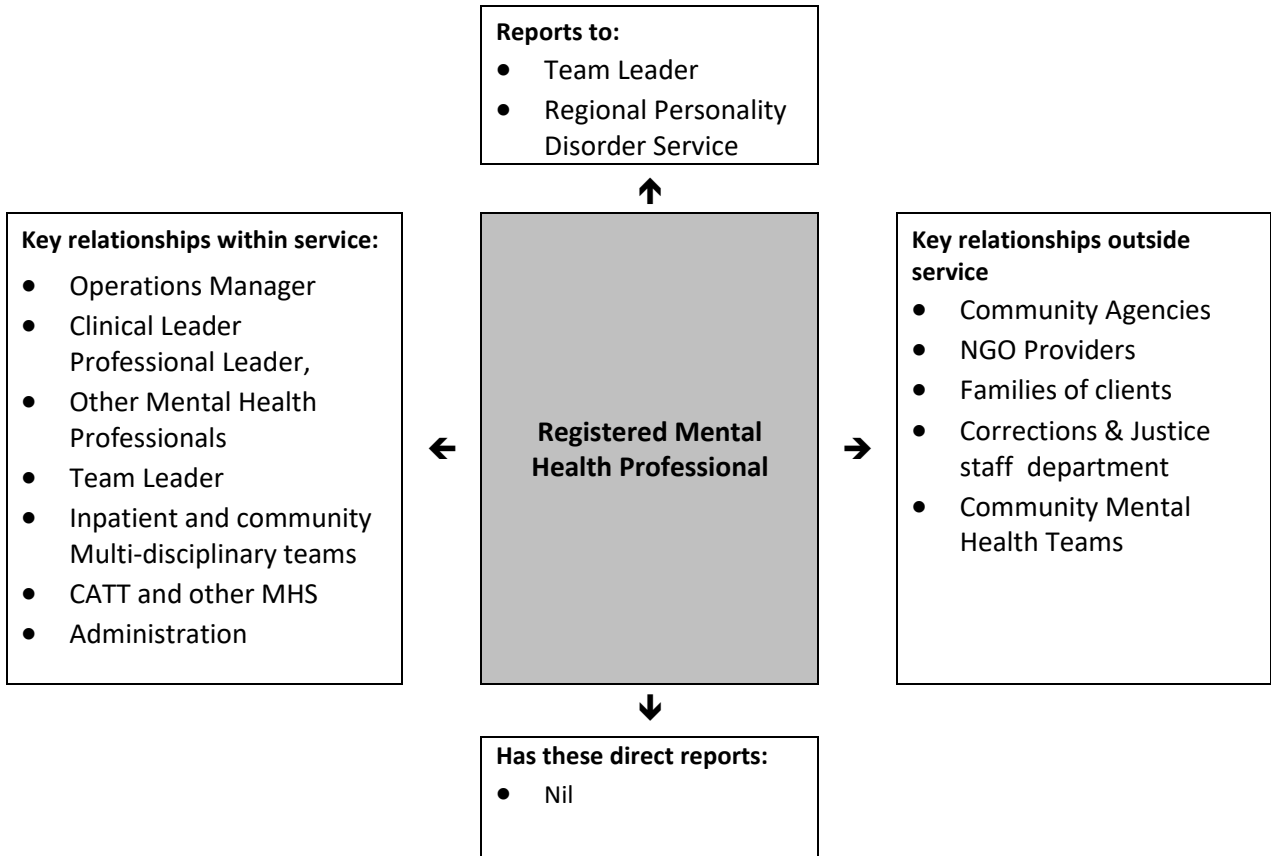 Reports to:
● Team Leader
● Regional Personality
Disorder Service
Key relationships within service:
● Operations Manager
● Clinical Leader
Professional Leader,
● Other Mental Health
Professionals
● Team Leader
● Inpatient and community
Multi-disciplinary teams
● CATT and other MHS
● Administration
Registered Mental
Health Professional
Key relationships outside
service
● Community Agencies
● NGO Providers
● Families of clients
● Corrections & Justice
staff department
● Community Mental
Health Teams
Has these direct reports:
● Nil